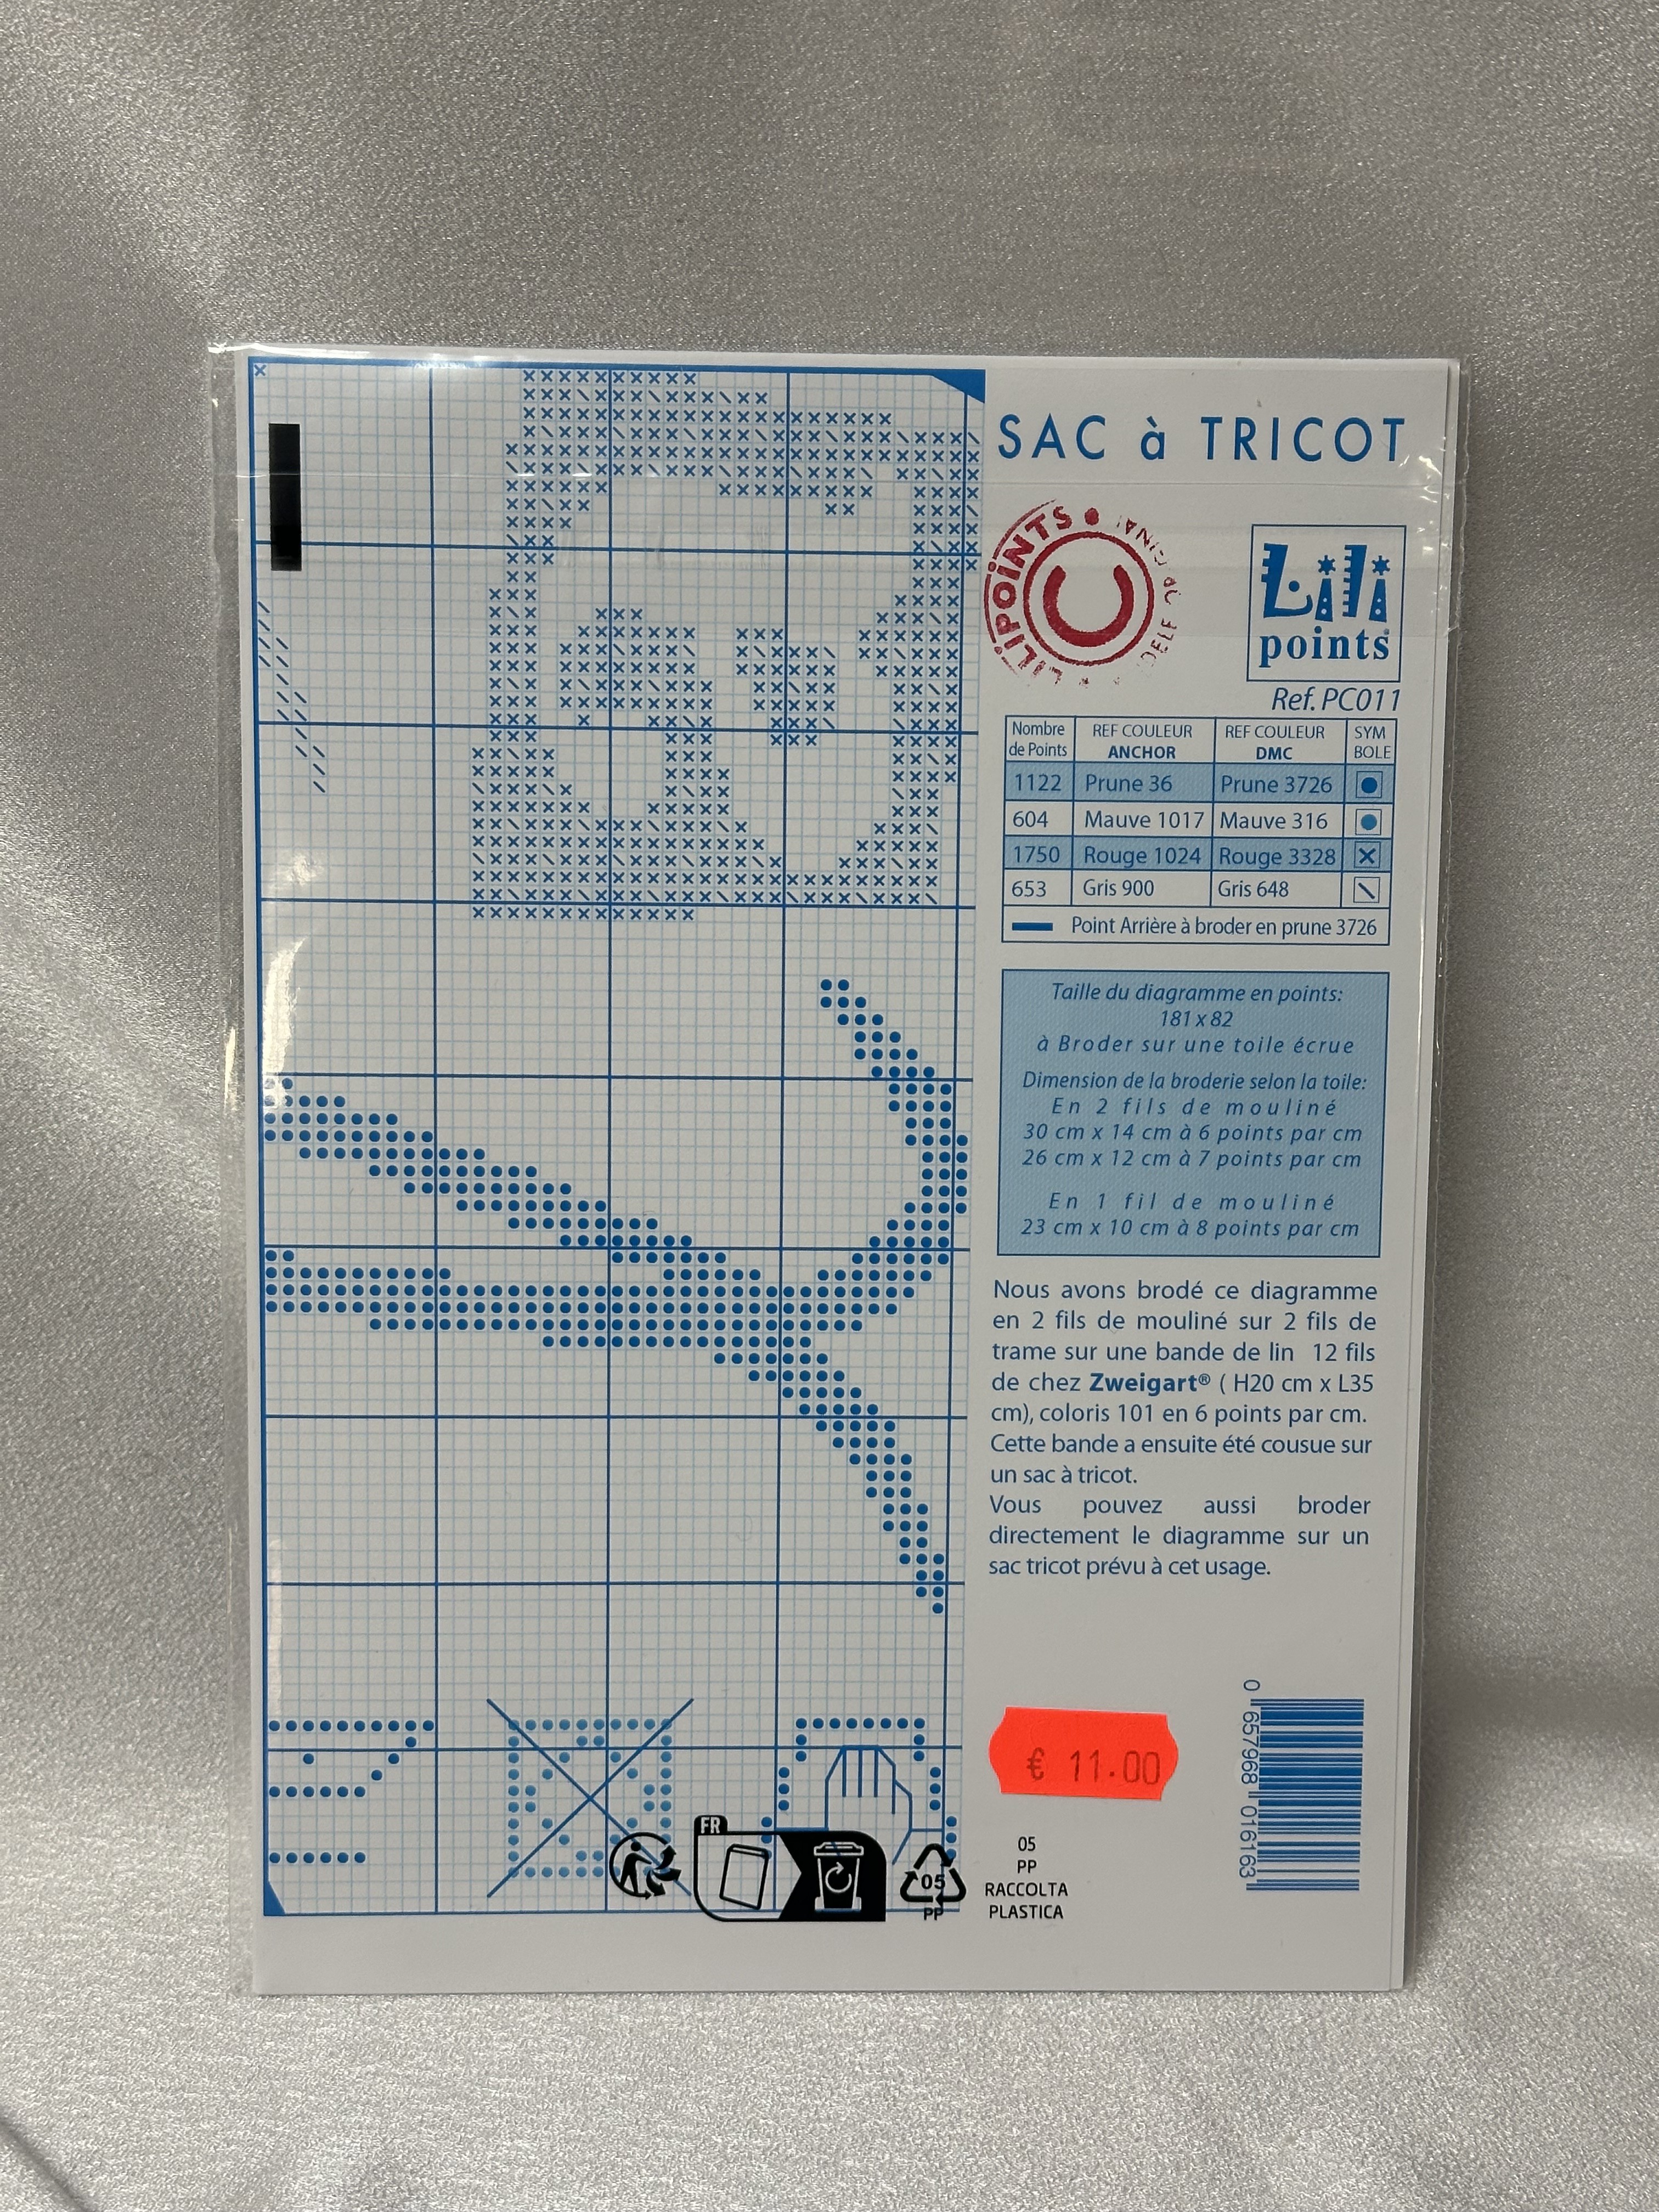 SAC à TRICOT
LILIPOINTS
Lili
points
Ref. PC011
Nombre de Points REF COULEUR ANCHOR REF COULEUR DMC SYM BOLE
1122 Prune 36 Prune 3726
604 Mauve 1017 Mauve 316
1750 Rouge 1024 Rouge 3328
653 Gris 900 Gris 648
Point Arrière à broder en prune 3726
Taille du diagramme en points:
181 x 82
à Broder sur une toile écrue
Dimension de la broderie selon la toile:
En 2 fils de mouliné
30 cm x 14 cm à 6 points par cm
26 cm x 12 cm à 7 points par cm
En 1 fil de mouliné
23 cm x 10 cm à 8 points par cm
Nous avons brodé ce diagramme
en 2 fils de mouliné sur 2 fils de
trame sur une bande de lin 12 fils
de chez Zweigart® ( H20 cm x L35
cm), coloris 101 en 6 points par cm.
Cette bande a ensuite été cousue sur
un sac à tricot.
Vous pouvez aussi broder
directement le diagramme sur un
sac tricot prévu à cet usage.
€ 11.00
0 657968 016163
FR
05
PP
05
PP
RACCOLTA
PLASTICA